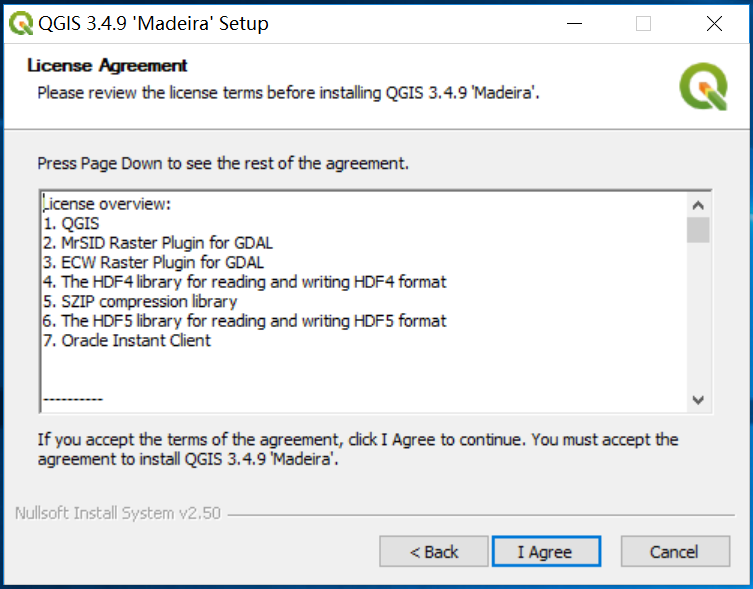 QGIS 3.4.9 'Madeira' Setup
License Agreement
Please review the license terms before installing QGIS 3.4.9 'Madeira'.
Press Page Down to see the rest of the agreement.
License overview:
1. QGIS
2. MrSID Raster Plugin for GDAL
3. ECW Raster Plugin for GDAL
4. The HDF4 library for reading and writing HDF4 format
5. SZIP compression library
6. The HDF5 library for reading and writing HDF5 format
7. Oracle Instant Client
----------
If you accept the terms of the agreement, click I Agree to continue. You must accept the
agreement to install QGIS 3.4.9 'Madeira'.
Nullsoft Install System v2.50
< Back
I Agree
Cancel